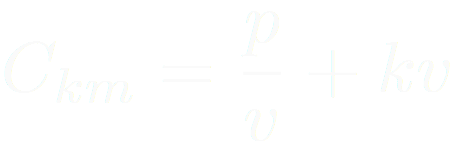 C_{km} = \frac{p}{v} + kv